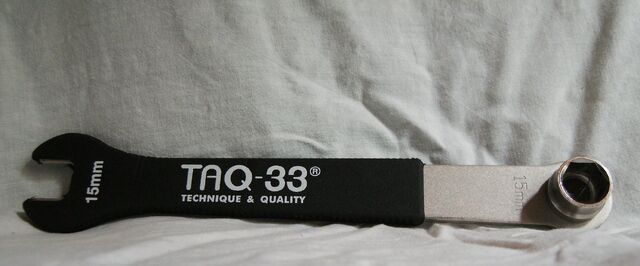 15mm
TAQ-33®
TECHNIQUE & QUALITY
15mm